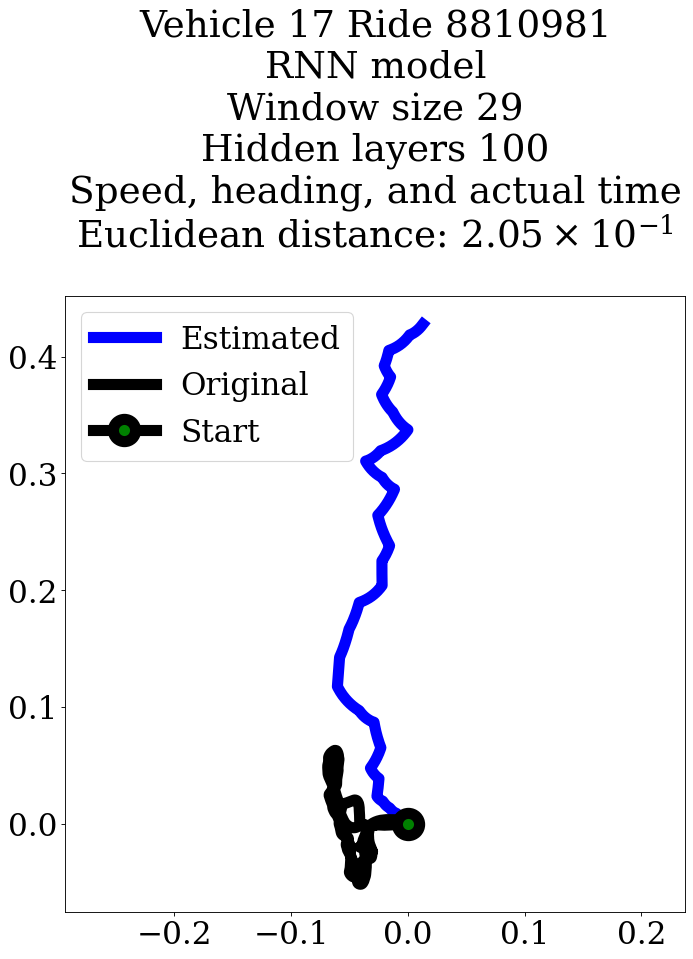 Vehicle 17 Ride 8810981
RNN model
Window size 29
Hidden layers 100
Speed, heading, and actual time
Euclidean distance: 2.05 × 10⁻¹
Estimated
Original
Start
0.4
0.3
0.2
0.1
0.0
−0.2
−0.1
0.0
0.1
0.2